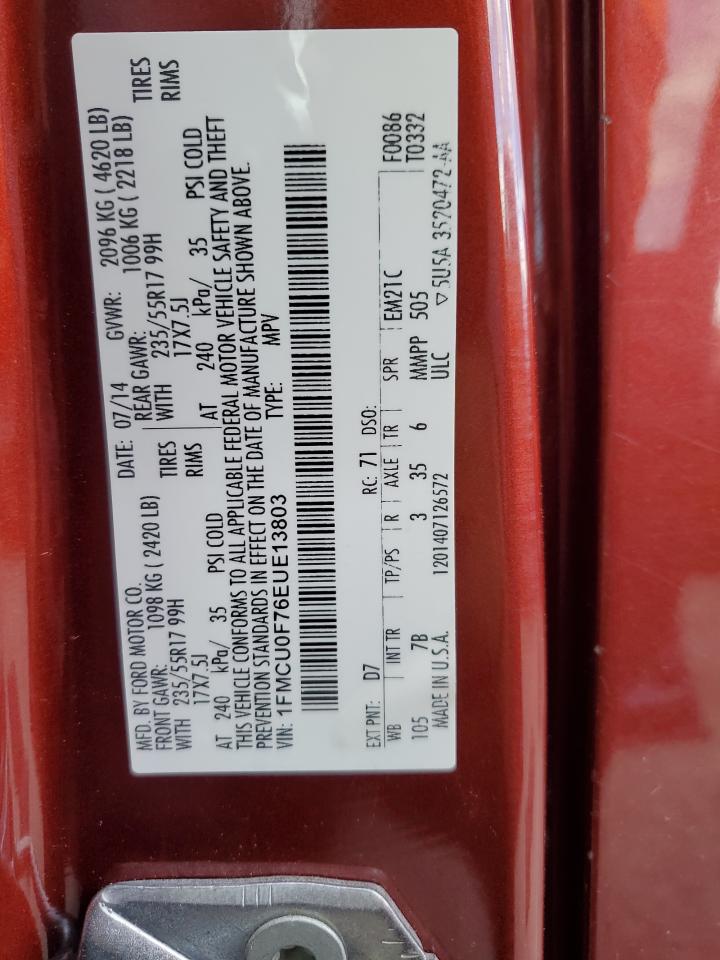 MFD. BY FORD MOTOR CO. DATE: 07/14 GVWR: 2096 KG ( 4620 LB)
FRONT GAWR: 1098 KG ( 2420 LB) REAR GAWR: 1006 KG ( 2218 LB)
WITH 235/55R17 99H TIRES WITH 235/55R17 99H TIRES
17X7.5J RIMS 17X7.5J RIMS
AT 240 kPa/ 35 PSI COLD AT 240 kPa/ 35 PSI COLD
THIS VEHICLE CONFORMS TO ALL APPLICABLE FEDERAL MOTOR VEHICLE SAFETY AND THEFT
PREVENTION STANDARDS IN EFFECT ON THE DATE OF MANUFACTURE SHOWN ABOVE.
VIN: 1FMCU0F76EUE13803 TYPE: MPV
F0086
EXT PNT: D7 RC: 71 DSO: T0332
WB INT TR TP/PS R AXLE TR SPR EM21C
105 7B 3 35 6 MMPP 505
MADE IN U.S.A. 1201407126572 ULC ▽5U5A 3520472 AA